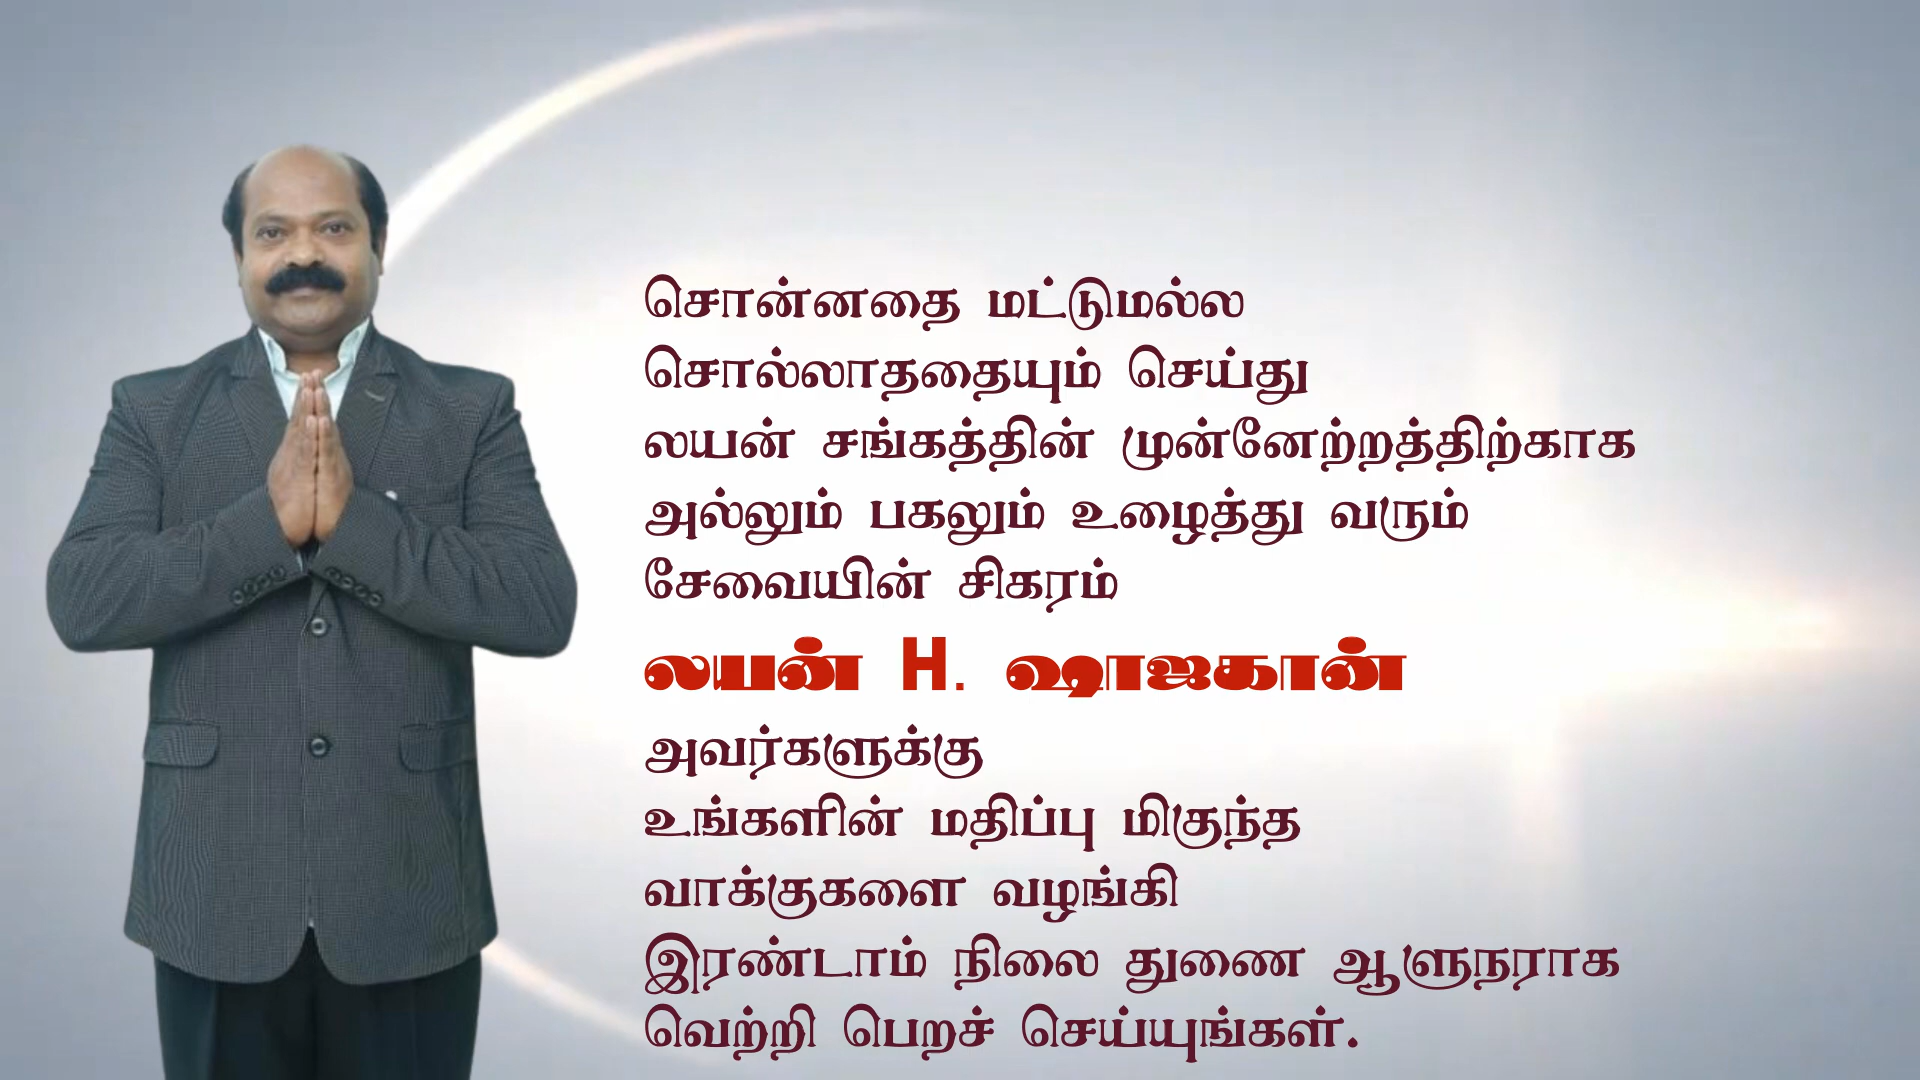 சொன்னதை மட்டுமல்ல
சொல்லாததையும் செய்து
லயன் சங்கத்தின் முன்னேற்றத்திற்காக
அல்லும் பகலும் உழைத்து வரும்
சேவையின் சிகரம்
லயன் H. ஷாஜகான்
அவர்களுக்கு
உங்களின் மதிப்பு மிகுந்த
வாக்குகளை வழங்கி
இரண்டாம் நிலை துணை ஆளுநராக
வெற்றி பெறச் செய்யுங்கள்.